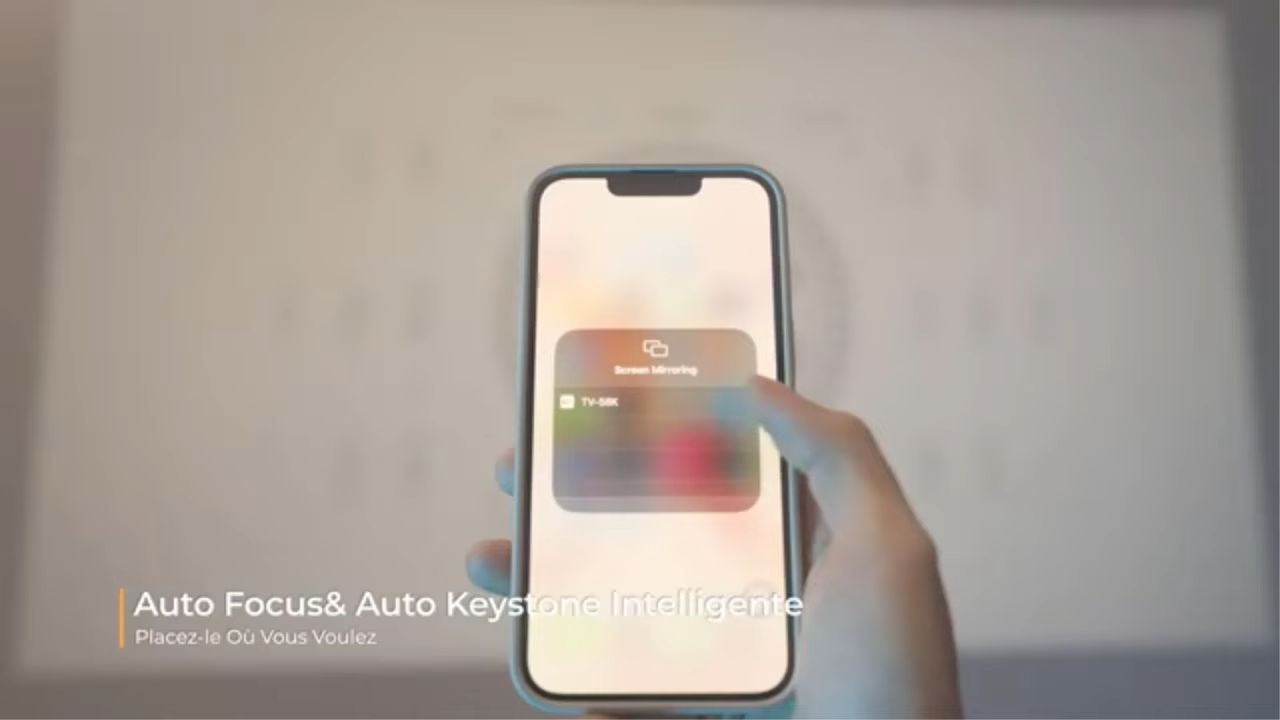 Screen Mirroring
TV-58K
Auto Focus& Auto Keystone Intelligente
Placez-le Où Vous Voulez